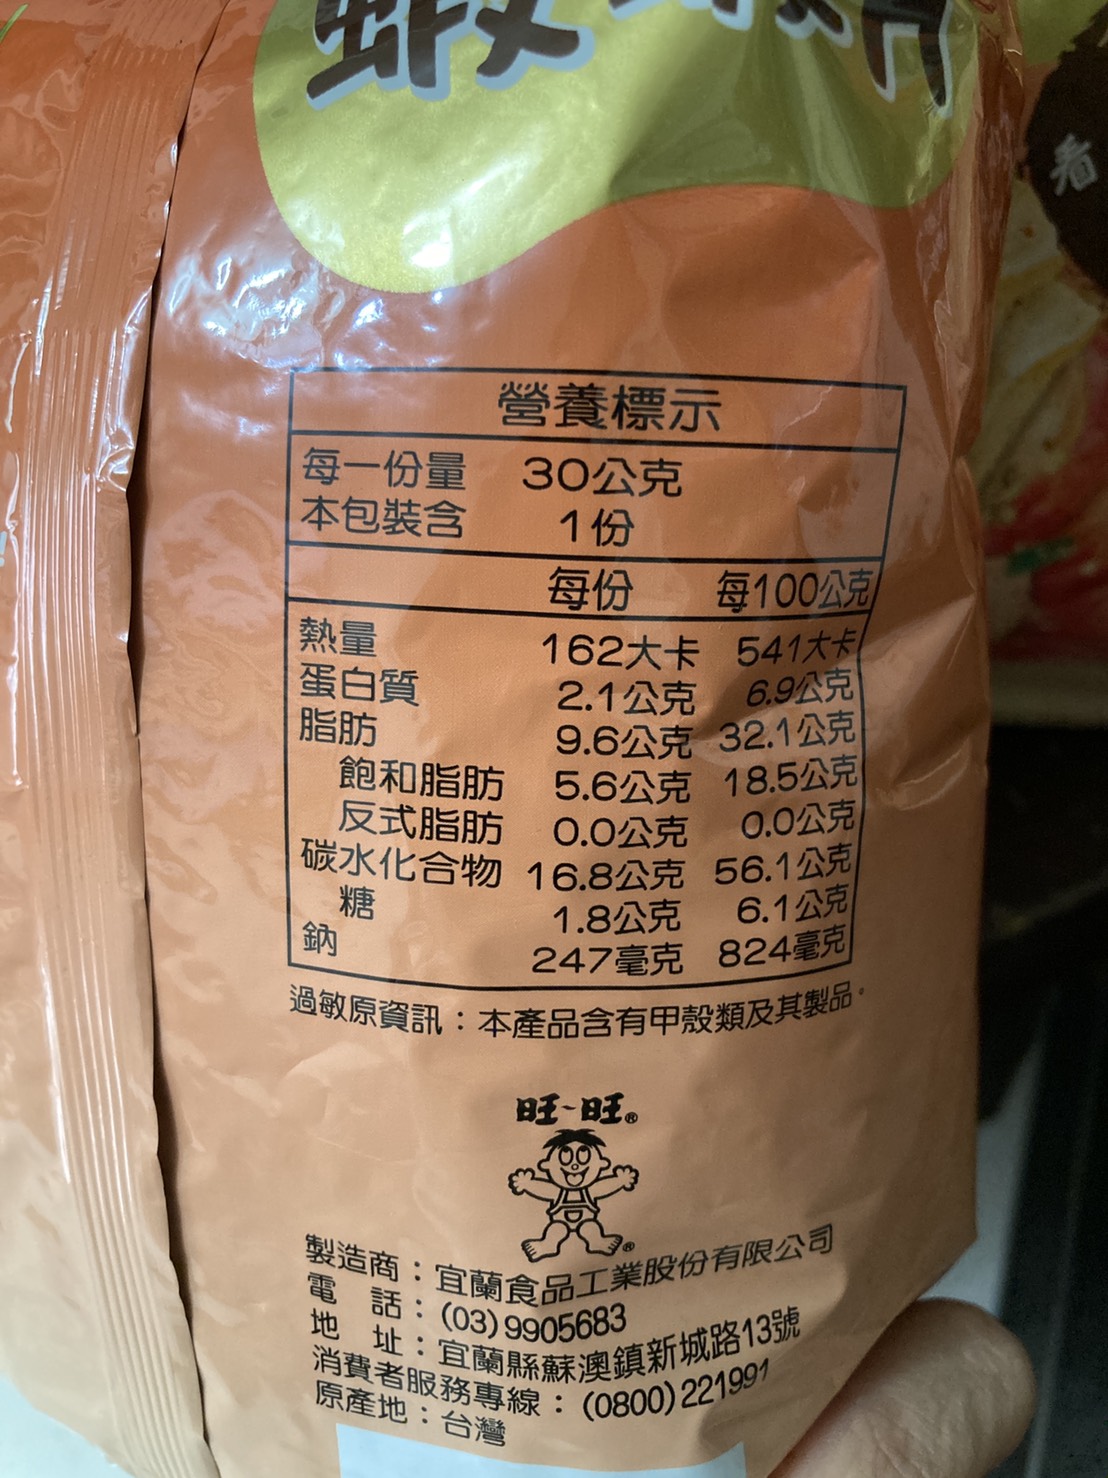 蝦
看
營養標示
每一份量 30公克
本包裝含 1份
每份 每100公克
熱量 162大卡 541大卡
蛋白質 2.1公克 6.9公克
脂肪 9.6公克 32.1公克
飽和脂肪 5.6公克 18.5公克
反式脂肪 0.0公克 0.0公克
碳水化合物 16.8公克 56.1公克
糖 1.8公克 6.1公克
鈉 247毫克 824毫克
過敏原資訊：本產品含有甲殼類及其製品。
旺-旺®
®
製造商：宜蘭食品工業股份有限公司
電話：(03)9905683
地址：宜蘭縣蘇澳鎮新城路13號
消費者服務專線：(0800)221991
原產地：台灣